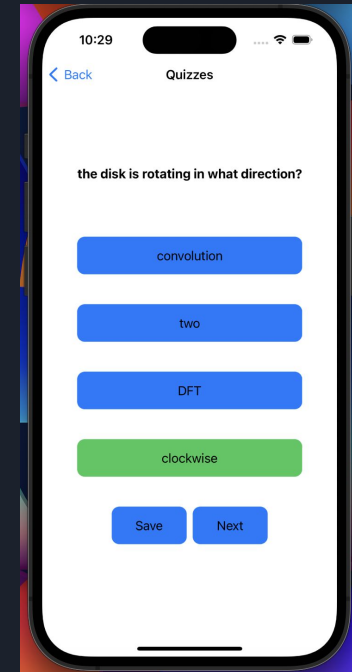 10:29
Back
Quizzes
the disk is rotating in what direction?
convolution
two
DFT
clockwise
Save
Next